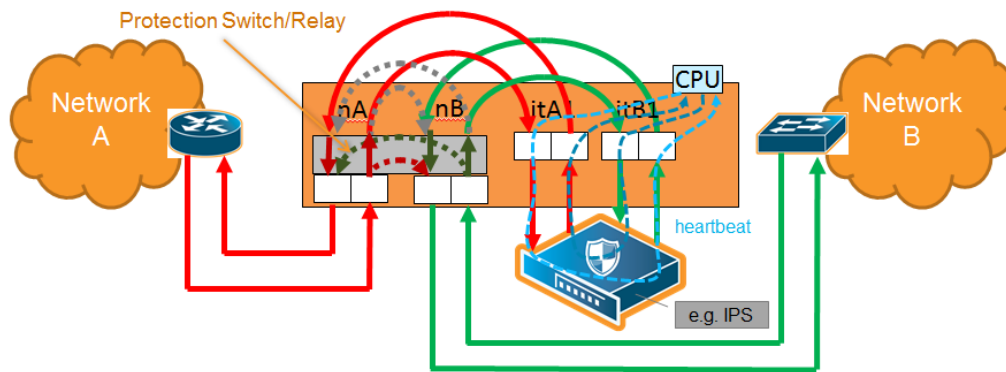 Protection Switch/Relay
Network
A
nA
nB
itA1
itB1
CPU
Network
B
heartbeat
e.g. IPS